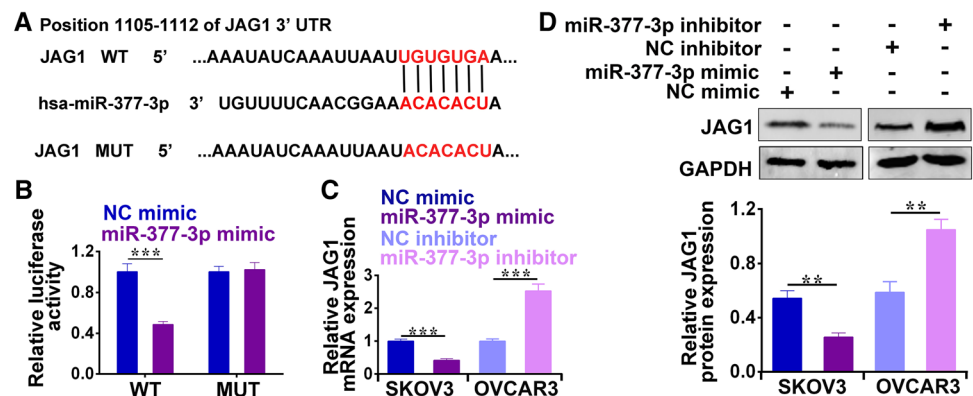 A Position 1105-1112 of JAG1 3' UTR
JAG1 WT 5' ...AAAUAUCAAAUUAAUUGUGUGAA...
hsa-miR-377-3p 3' UGUUUUCAACGGAAACACACUA
JAG1 MUT 5' ...AAAUAUCAAAUUAAUACACACUA...
B
NC mimic
miR-377-3p mimic
Relative luciferase activity
1.2
0.8
0.4
0.0
***
WT MUT
C
NC mimic
miR-377-3p mimic
NC inhibitor
miR-377-3p inhibitor
Relative JAG1 mRNA expression
3
2
1
0
***
***
SKOV3 OVCAR3
D
miR-377-3p inhibitor - - - +
NC inhibitor - - + -
miR-377-3p mimic - + - -
NC mimic + - - -
JAG1
GAPDH
Relative JAG1 protein expression
1.2
0.8
0.4
0.0
**
**
SKOV3 OVCAR3